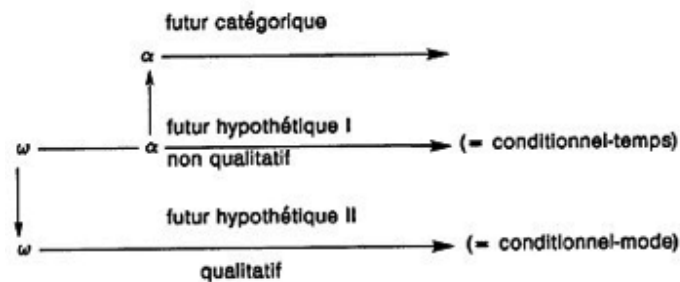 futur catégorique
α
futur hypothétique I
ω α (= conditionnel-temps)
non qualitatif
futur hypothétique II
ω (= conditionnel-mode)
qualitatif